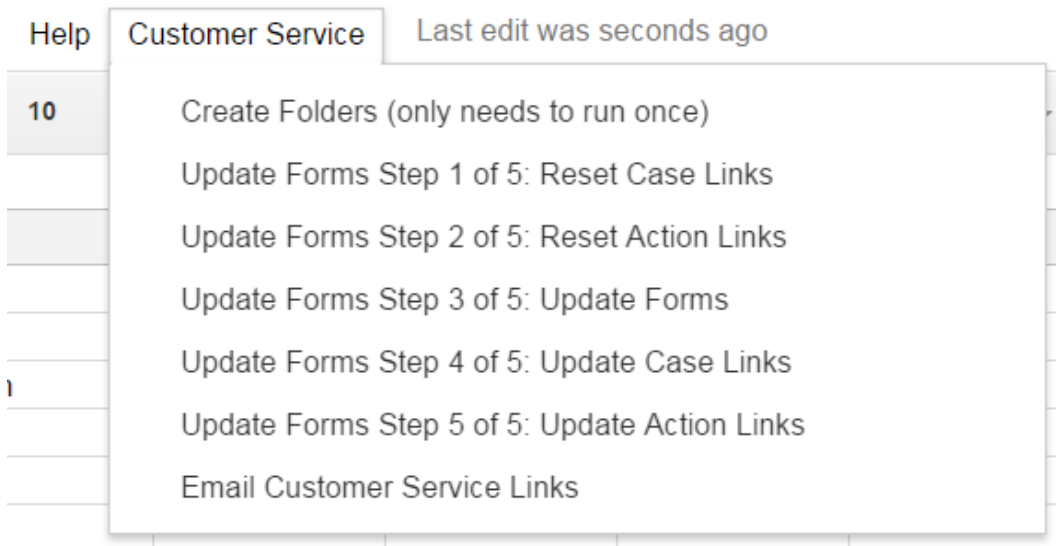 Help Customer Service Last edit was seconds ago
10
Create Folders (only needs to run once)
Update Forms Step 1 of 5: Reset Case Links
Update Forms Step 2 of 5: Reset Action Links
Update Forms Step 3 of 5: Update Forms
Update Forms Step 4 of 5: Update Case Links
Update Forms Step 5 of 5: Update Action Links
Email Customer Service Links